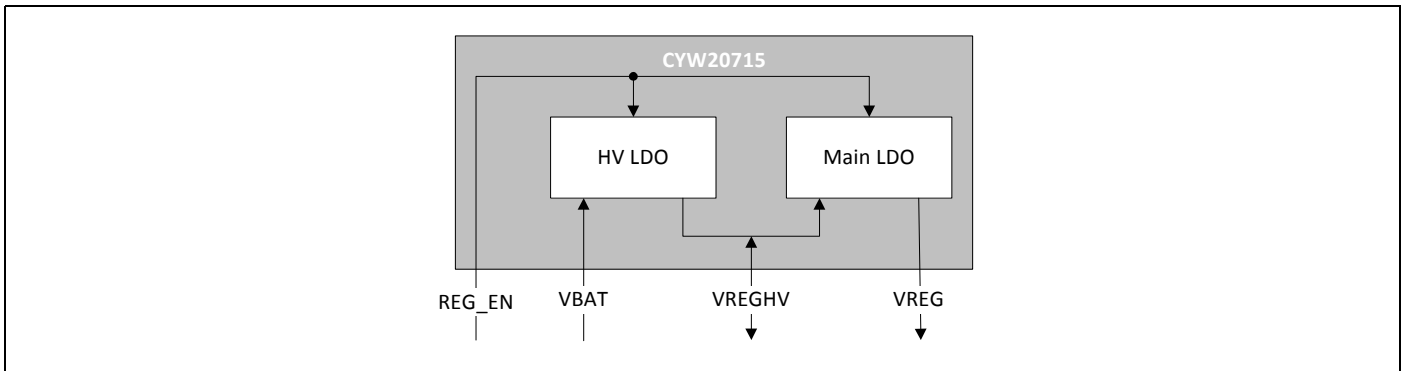 CYW20715
HV LDO
Main LDO
REG_EN
VBAT
VREGHV
VREG